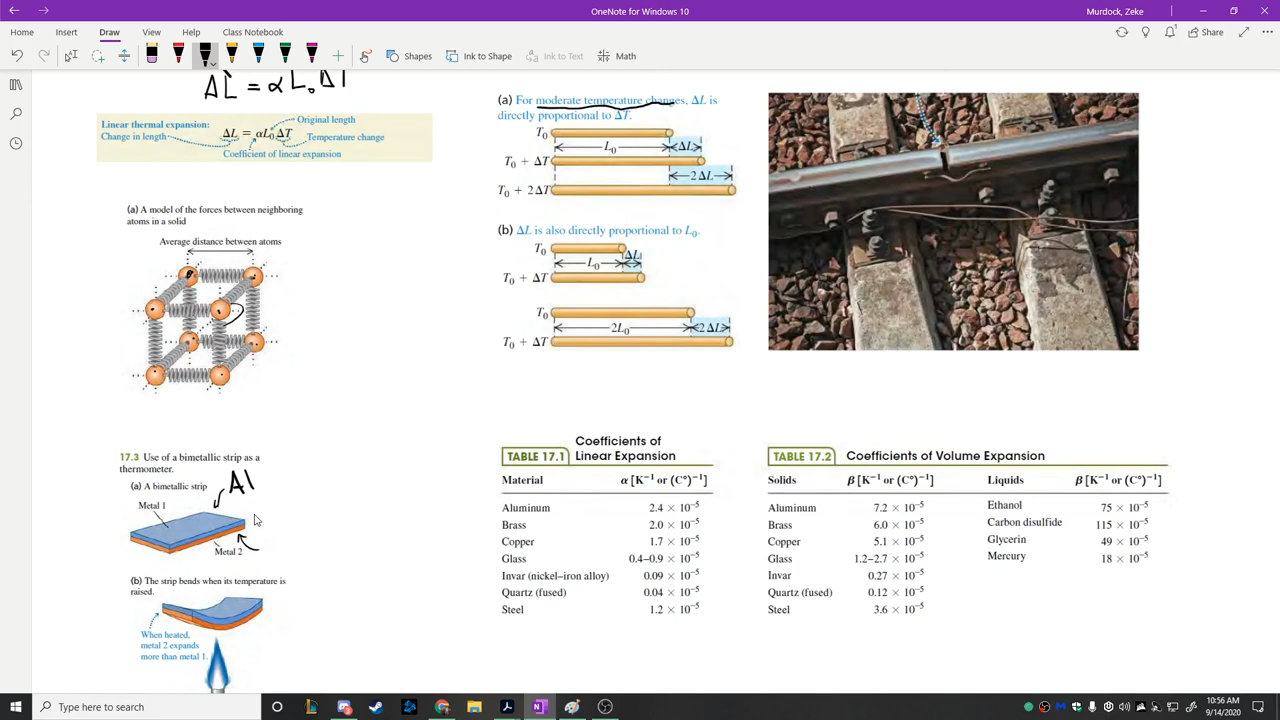 OneNote for Windows 10
Murdock, Zeke
Home
Insert
Draw
View
Help
Class Notebook
Share
Shapes
Ink to Shape
Ink to Text
Math
ΔL = αL₀ΔT
Linear thermal expansion:
Original length
Change in length
ΔL = αL₀ ΔT
Temperature change
Coefficient of linear expansion
(a) A model of the forces between neighboring
atoms in a solid
Average distance between atoms
17.3 Use of a bimetallic strip as a
thermometer.
(a) A bimetallic strip
Al
Metal 1
Metal 2
(b) The strip bends when its temperature is
raised.
When heated,
metal 2 expands
more than metal 1.
(a) For moderate temperature changes, ΔL is
directly proportional to ΔT.
T₀
L₀
ΔL
T₀ + ΔT
2 ΔL
T₀ + 2 ΔT
(b) ΔL is also directly proportional to L₀.
T₀
ΔL
L₀
T₀ + ΔT
T₀
2L₀
2 ΔL
T₀ + ΔT
TABLE 17.1 Coefficients of
Linear Expansion
Material α [K⁻¹ or (C°)⁻¹]
Aluminum 2.4 × 10⁻⁵
Brass 2.0 × 10⁻⁵
Copper 1.7 × 10⁻⁵
Glass 0.4–0.9 × 10⁻⁵
Invar (nickel–iron alloy) 0.09 × 10⁻⁵
Quartz (fused) 0.04 × 10⁻⁵
Steel 1.2 × 10⁻⁵
TABLE 17.2 Coefficients of Volume Expansion
Solids β [K⁻¹ or (C°)⁻¹]
Aluminum 7.2 × 10⁻⁵
Brass 6.0 × 10⁻⁵
Copper 5.1 × 10⁻⁵
Glass 1.2–2.7 × 10⁻⁵
Invar 0.27 × 10⁻⁵
Quartz (fused) 0.12 × 10⁻⁵
Steel 3.6 × 10⁻⁵
Liquids β [K⁻¹ or (C°)⁻¹]
Ethanol 75 × 10⁻⁵
Carbon disulfide 115 × 10⁻⁵
Glycerin 49 × 10⁻⁵
Mercury 18 × 10⁻⁵
Type here to search
10:56 AM
9/14/2020